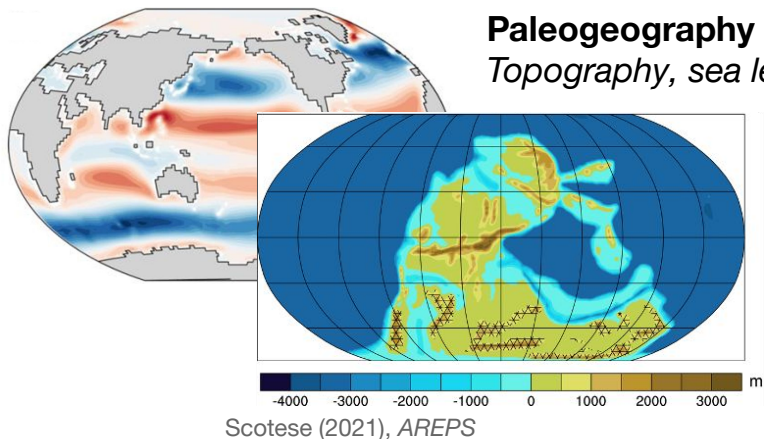 Paleogeography
Topography, sea le
m
-4000 -3000 -2000 -1000 0 1000 2000 3000
Scotese (2021), AREPS